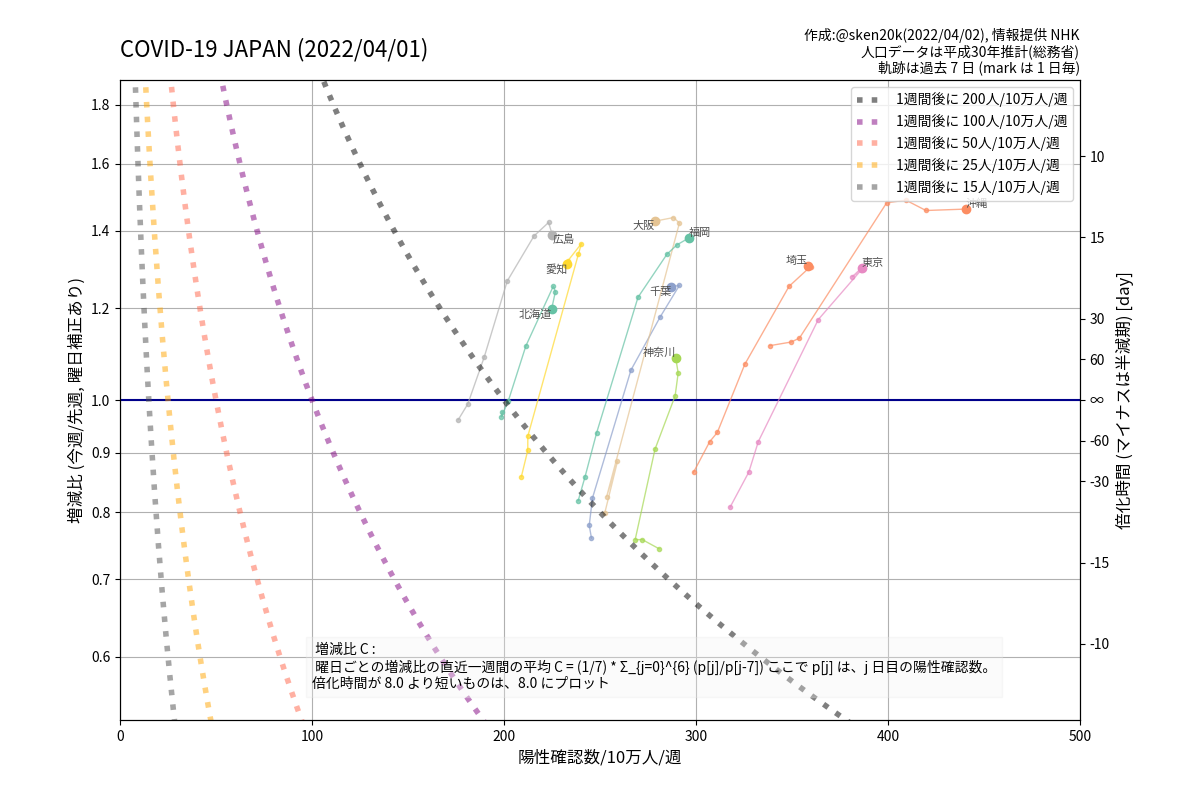 COVID-19 JAPAN (2022/04/01)
作成:@sken20k(2022/04/02), 情報提供 NHK
人口データは平成30年推計(総務省)
軌跡は過去 7 日 (mark は 1 日毎)
1週間後に 200人/10万人/週
1週間後に 100人/10万人/週
1週間後に 50人/10万人/週
1週間後に 25人/10万人/週
1週間後に 15人/10万人/週
1.8
1.6
1.4
1.2
1.0
0.9
0.8
0.7
0.6
増減比 (今週/先週, 曜日補正あり)
10
15
30
60
∞
-60
-30
-15
-10
倍化時間 (マイナスは半減期) [day]
沖縄
大阪
福岡
広島
愛知
埼玉
東京
千葉
北海道
神奈川
増減比 C :
曜日ごとの増減比の直近一週間の平均 C = (1/7) * Σ_{j=0}^{6} (p[j]/p[j-7]) ここで p[j] は、j 日目の陽性確認数。
倍化時間が 8.0 より短いものは、8.0 にプロット
0 100 200 300 400 500
陽性確認数/10万人/週